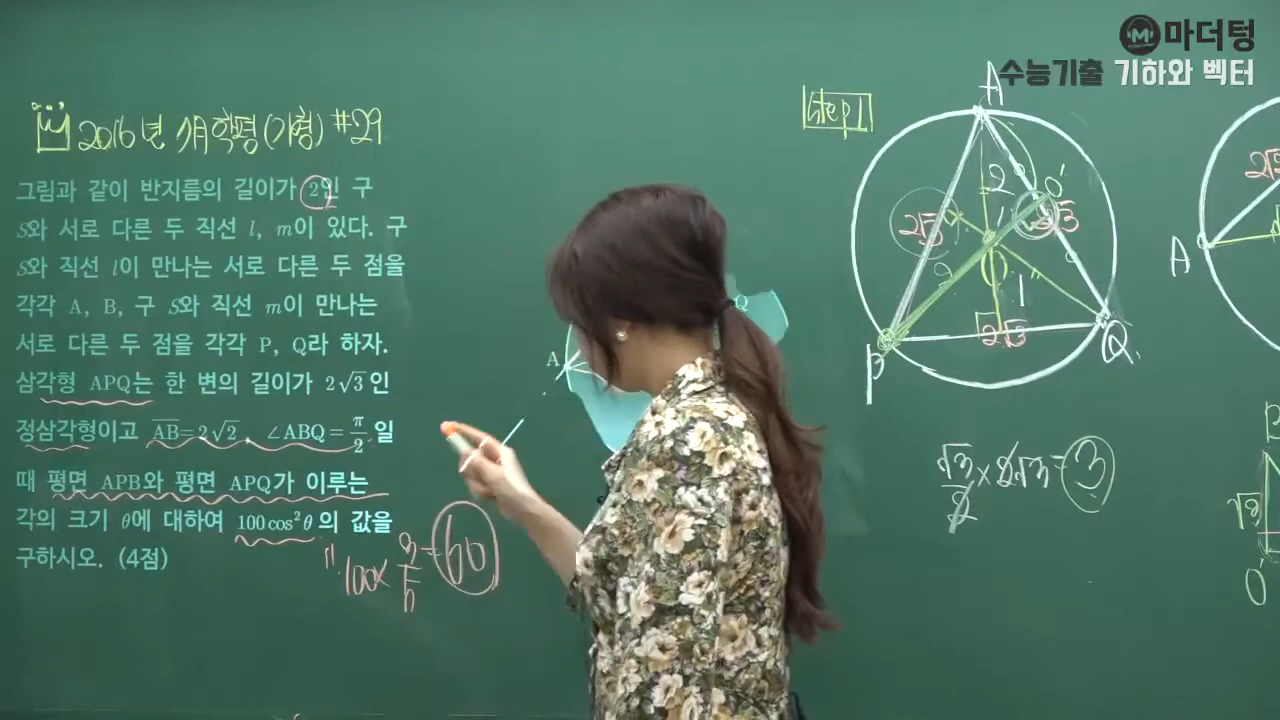 마더텅
수능기출 기하와 벡터
2016년 7月 학평(기형) #29
그림과 같이 반지름의 길이가 2인 구
S와 서로 다른 두 직선 l, m이 있다. 구
S와 직선 l이 만나는 서로 다른 두 점을
각각 A, B, 구 S와 직선 m이 만나는
서로 다른 두 점을 각각 P, Q라 하자.
삼각형 APQ는 한 변의 길이가 2√3인
정삼각형이고 AB=2√2, ∠ABQ=π/2일
때 평면 APB와 평면 APQ가 이루는
각의 크기 θ에 대하여 100cos²θ의 값을
구하시오. (4점)
100× 3/5 = 60
A
Q
Step1
A
2
O'
2√3
1
2√3
2
O
1
2√3
P
Q
√3/2 × 2√3 = 3
A